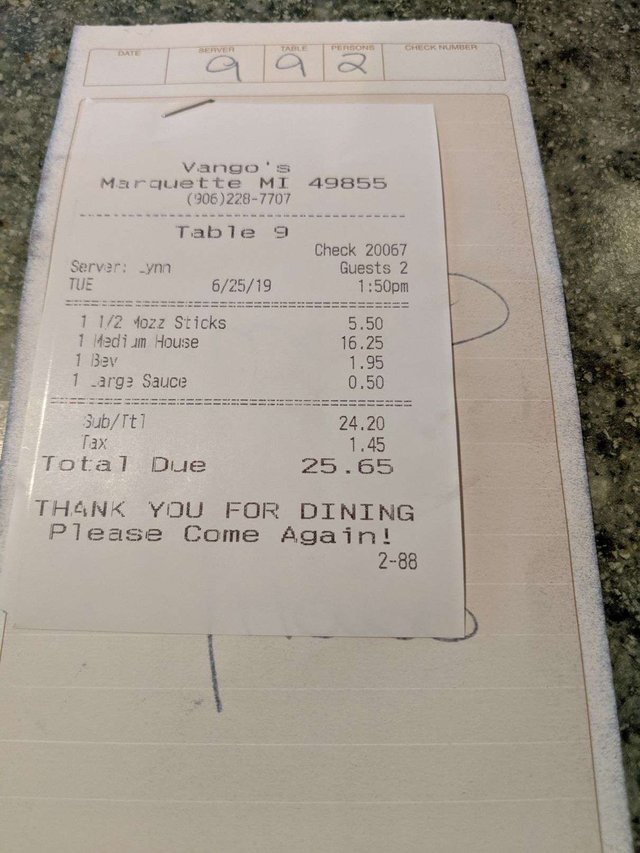 DATE SERVER TABLE PERSONS CHECK NUMBER
9 9 2
Vango's
Marquette MI 49855
(906)228-7707
Table 9
Check 20067
Server: Lynn Guests 2
TUE 6/25/19 1:50pm
1 1/2 Mozz Sticks 5.50
1 Medium House 16.25
1 Bev 1.95
1 Large Sauce 0.50
Sub/Ttl 24.20
Tax 1.45
Total Due 25.65
THANK YOU FOR DINING
Please Come Again!
2-88